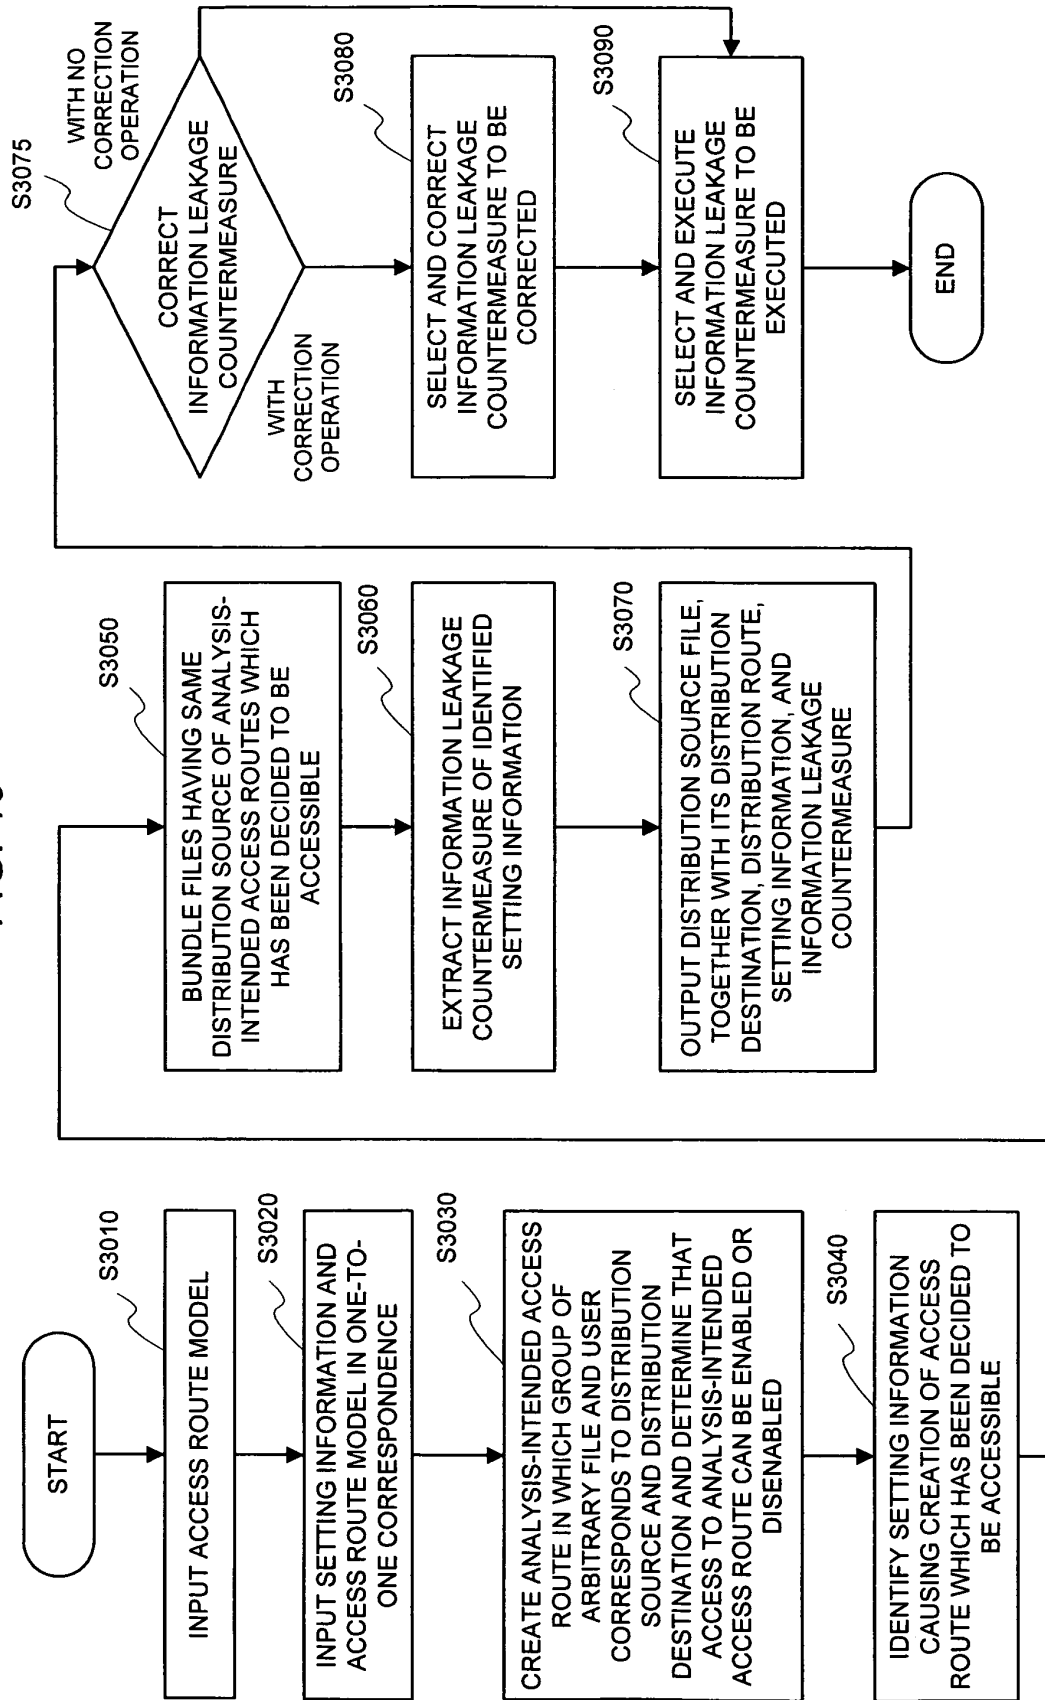 START
S3010
INPUT ACCESS ROUTE MODEL
S3020
INPUT SETTING INFORMATION AND
ACCESS ROUTE MODEL IN ONE-TO-
ONE CORRESPONDENCE
S3030
CREATE ANALYSIS-INTENDED ACCESS
ROUTE IN WHICH GROUP OF
ARBITRARY FILE AND USER
CORRESPONDS TO DISTRIBUTION
SOURCE AND DISTRIBUTION
DESTINATION AND DETERMINE THAT
ACCESS TO ANALYSIS-INTENDED
ACCESS ROUTE CAN BE ENABLED OR
DISENABLED
S3040
IDENTIFY SETTING INFORMATION
CAUSING CREATION OF ACCESS
ROUTE WHICH HAS BEEN DECIDED TO
BE ACCESSIBLE
S3050
BUNDLE FILES HAVING SAME
DISTRIBUTION SOURCE OF ANALYSIS-
INTENDED ACCESS ROUTES WHICH
HAS BEEN DECIDED TO BE
ACCESSIBLE
S3060
EXTRACT INFORMATION LEAKAGE
COUNTERMEASURE OF IDENTIFIED
SETTING INFORMATION
S3070
OUTPUT DISTRIBUTION SOURCE FILE,
TOGETHER WITH ITS DISTRIBUTION
DESTINATION, DISTRIBUTION ROUTE,
SETTING INFORMATION, AND
INFORMATION LEAKAGE
COUNTERMEASURE
S3075
CORRECT
INFORMATION LEAKAGE
COUNTERMEASURE
WITH NO
CORRECTION
OPERATION
WITH
CORRECTION
OPERATION
S3080
SELECT AND CORRECT
INFORMATION LEAKAGE
COUNTERMEASURE TO BE
CORRECTED
S3090
SELECT AND EXECUTE
INFORMATION LEAKAGE
COUNTERMEASURE TO BE
EXECUTED
END